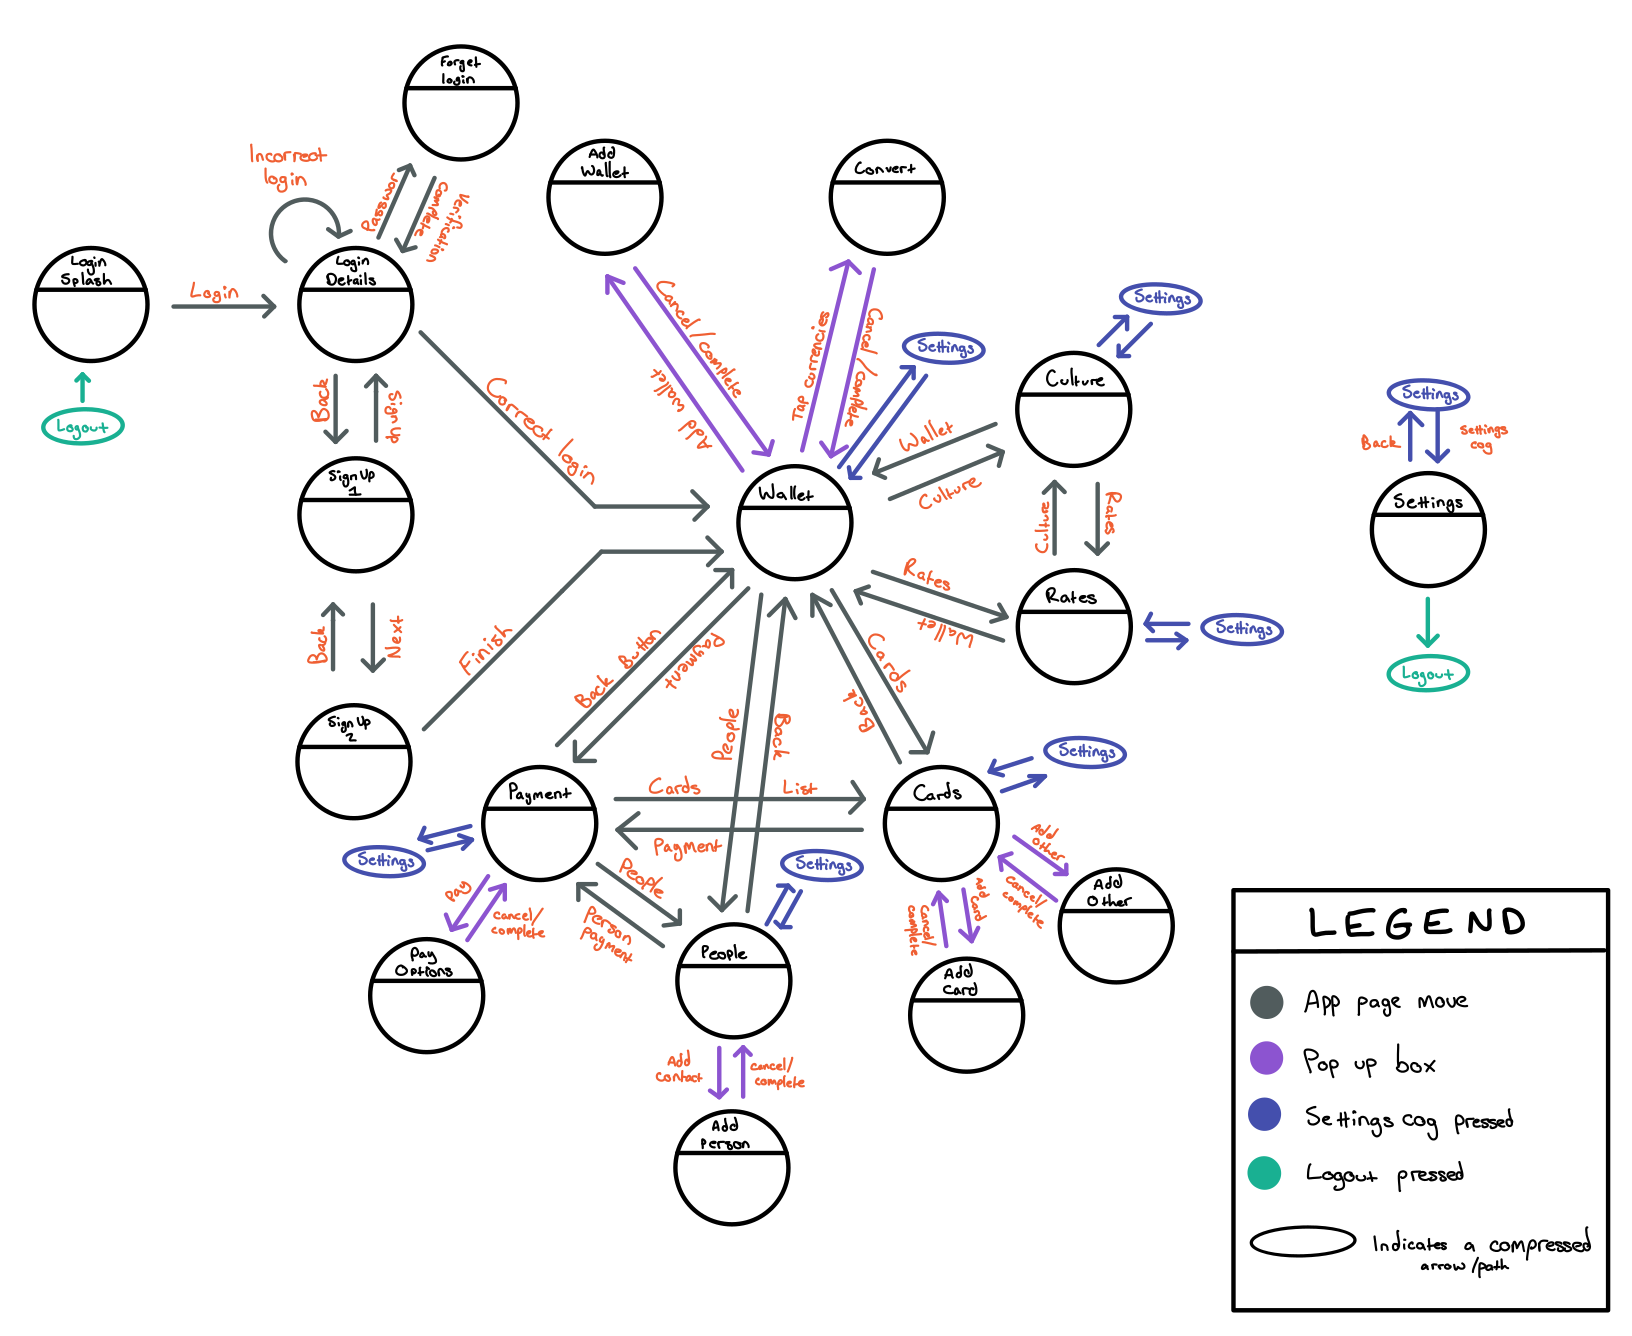 Forget
login
Incorrect
login
Password
Verification
complete
Login
Splash
Login
Login
Details
Logout
Back
Sign Up
Sign Up
1
Back
Next
Sign Up
2
Correct login
Finish
Add
Wallet
Cancel/complete
Add wallet
Convert
Tap currencies
Cancel/complete
Settings
Wallet
Wallet
Culture
Settings
Culture
Culture
Rates
Rates
Wallet
Rates
Settings
Settings
Back
Settings
cog
Settings
Logout
Back Button
Payment
People
Back
Cards
Back
Payment
Cards List
Payment
Cards
Settings
Settings
Pay
cancel/
complete
Pay
Options
People
Person
Payment
Settings
People
Add
Contact
cancel/
complete
Add
Person
Add
Other
cancel/
complete
Add
Other
Add
Card
cancel/
complete
Add
Card
LEGEND
App page move
Pop up box
Settings cog pressed
Logout pressed
Indicates a compressed
arrow/path